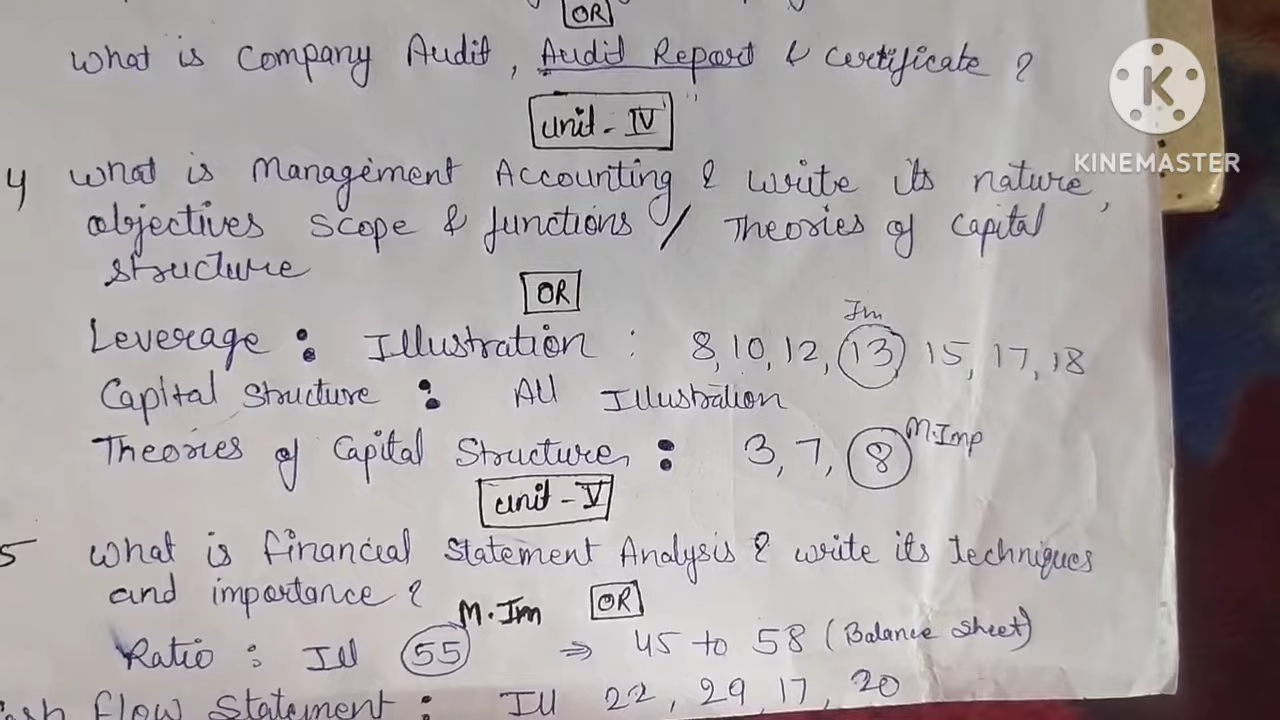 OR
What is Company Audit, Audit Report & Certificate ?
Unit - IV
K
KINEMASTER
4 What is Management Accounting ? write its nature,
objectives scope & functions / Theories of Capital
structure
OR
Im
Leverage : Illustration : 8, 10, 12, 13 15, 17, 18
Capital Structure : All Illustration
Theories of Capital Structure : 3, 7, 8 M.Imp
Unit - V
5 What is financial Statement Analysis ? write its techniques
and importance ?
M.Im OR
Ratio : Ill 55 ⇒ 45 to 58 (Balance Sheet)
flow Statement : Ill 22, 29, 17, 20